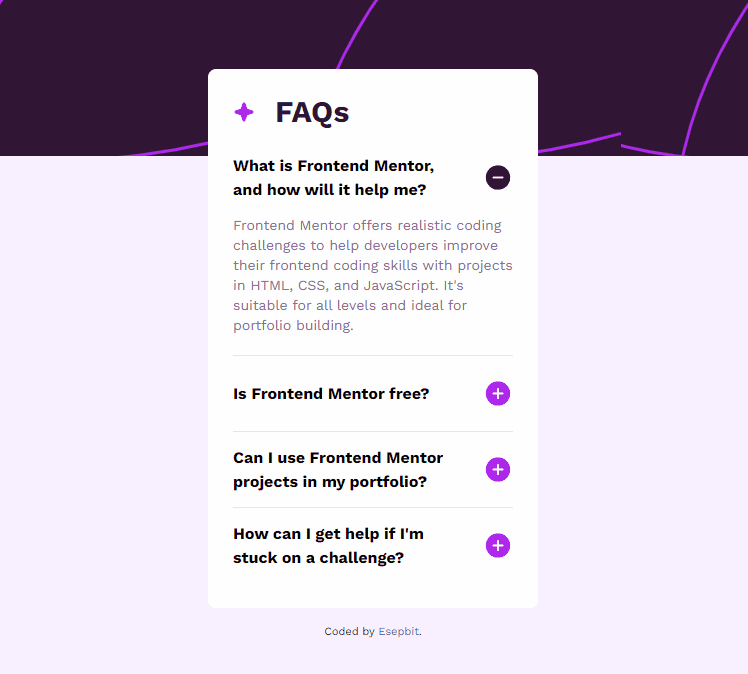 FAQs
What is Frontend Mentor,
and how will it help me?
Frontend Mentor offers realistic coding
challenges to help developers improve
their frontend coding skills with projects
in HTML, CSS, and JavaScript. It's
suitable for all levels and ideal for
portfolio building.
Is Frontend Mentor free?
Can I use Frontend Mentor
projects in my portfolio?
How can I get help if I'm
stuck on a challenge?
Coded by Esepbit.